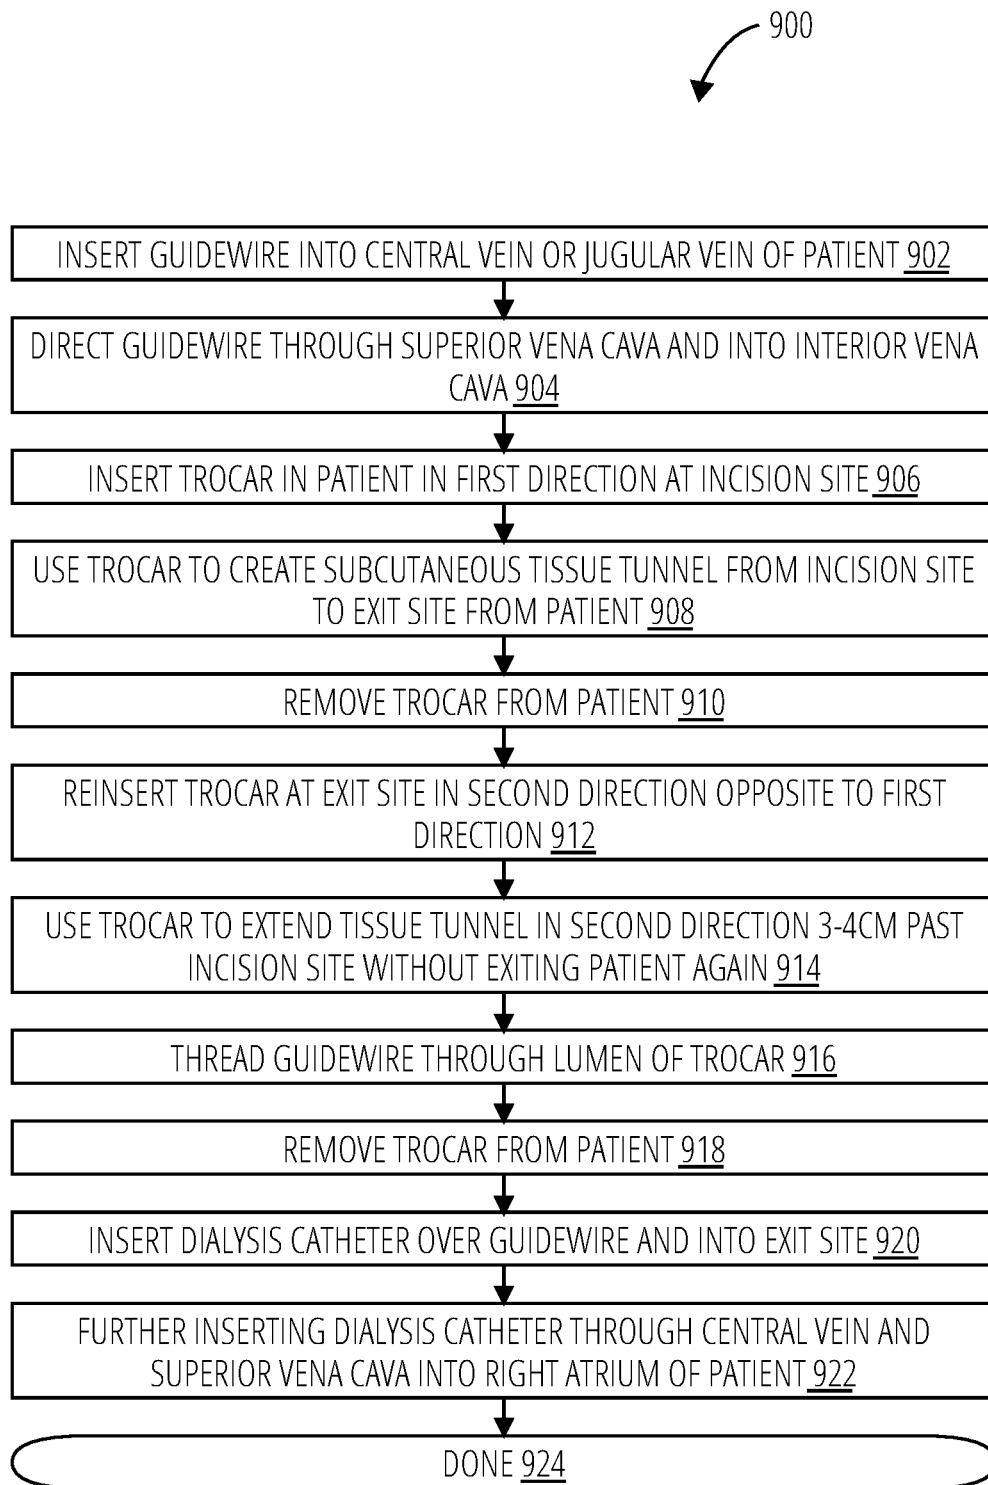 900
INSERT GUIDEWIRE INTO CENTRAL VEIN OR JUGULAR VEIN OF PATIENT 902
DIRECT GUIDEWIRE THROUGH SUPERIOR VENA CAVA AND INTO INTERIOR VENA
CAVA 904
INSERT TROCAR IN PATIENT IN FIRST DIRECTION AT INCISION SITE 906
USE TROCAR TO CREATE SUBCUTANEOUS TISSUE TUNNEL FROM INCISION SITE
TO EXIT SITE FROM PATIENT 908
REMOVE TROCAR FROM PATIENT 910
REINSERT TROCAR AT EXIT SITE IN SECOND DIRECTION OPPOSITE TO FIRST
DIRECTION 912
USE TROCAR TO EXTEND TISSUE TUNNEL IN SECOND DIRECTION 3-4CM PAST
INCISION SITE WITHOUT EXITING PATIENT AGAIN 914
THREAD GUIDEWIRE THROUGH LUMEN OF TROCAR 916
REMOVE TROCAR FROM PATIENT 918
INSERT DIALYSIS CATHETER OVER GUIDEWIRE AND INTO EXIT SITE 920
FURTHER INSERTING DIALYSIS CATHETER THROUGH CENTRAL VEIN AND
SUPERIOR VENA CAVA INTO RIGHT ATRIUM OF PATIENT 922
DONE 924